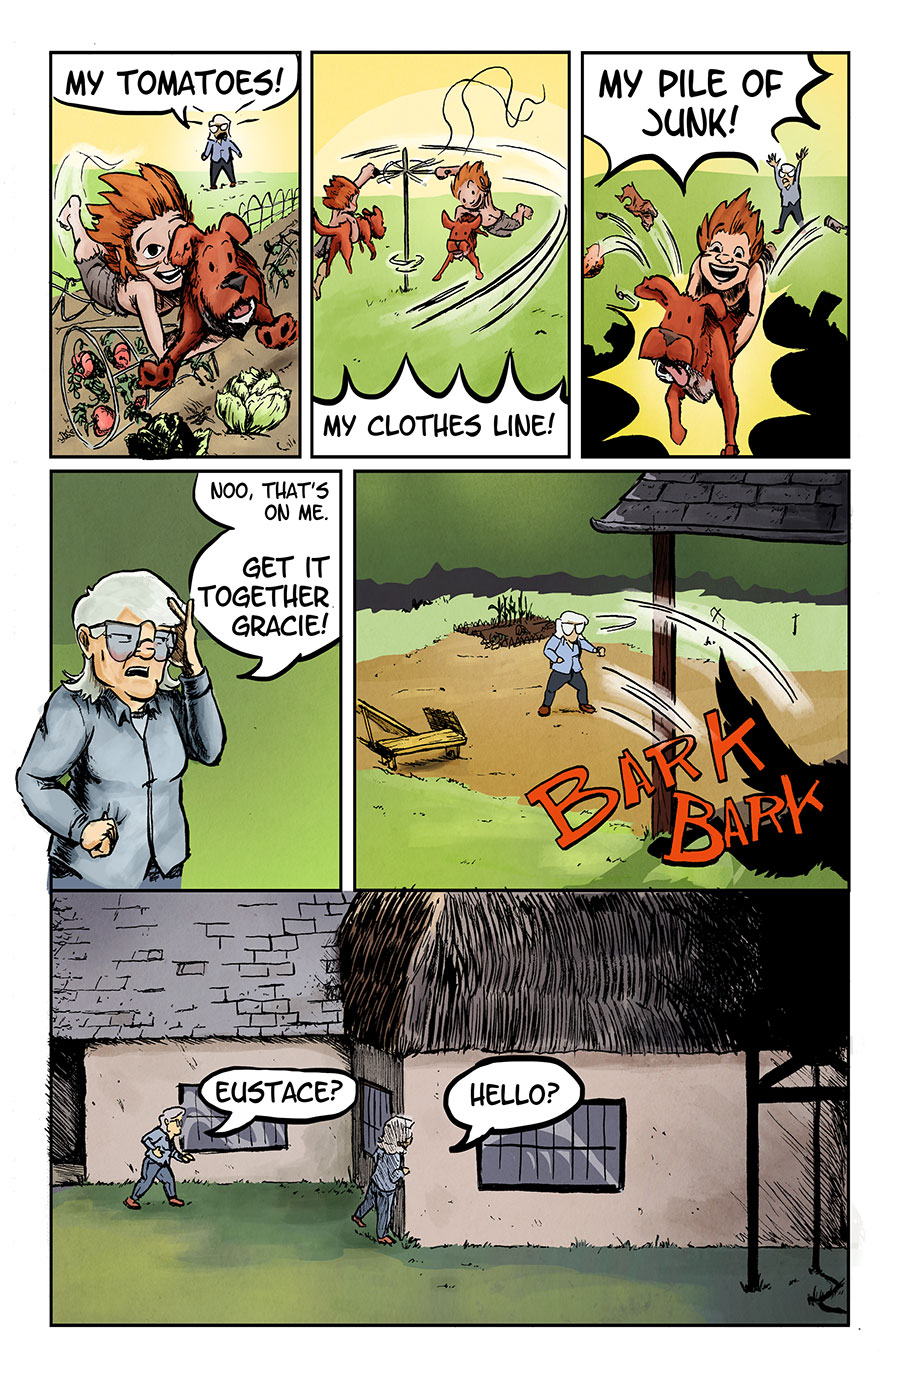 MY TOMATOES!
MY CLOTHES LINE!
MY PILE OF
JUNK!
NOO, THAT'S
ON ME.
GET IT
TOGETHER
GRACIE!
BARK
BARK
EUSTACE?
HELLO?